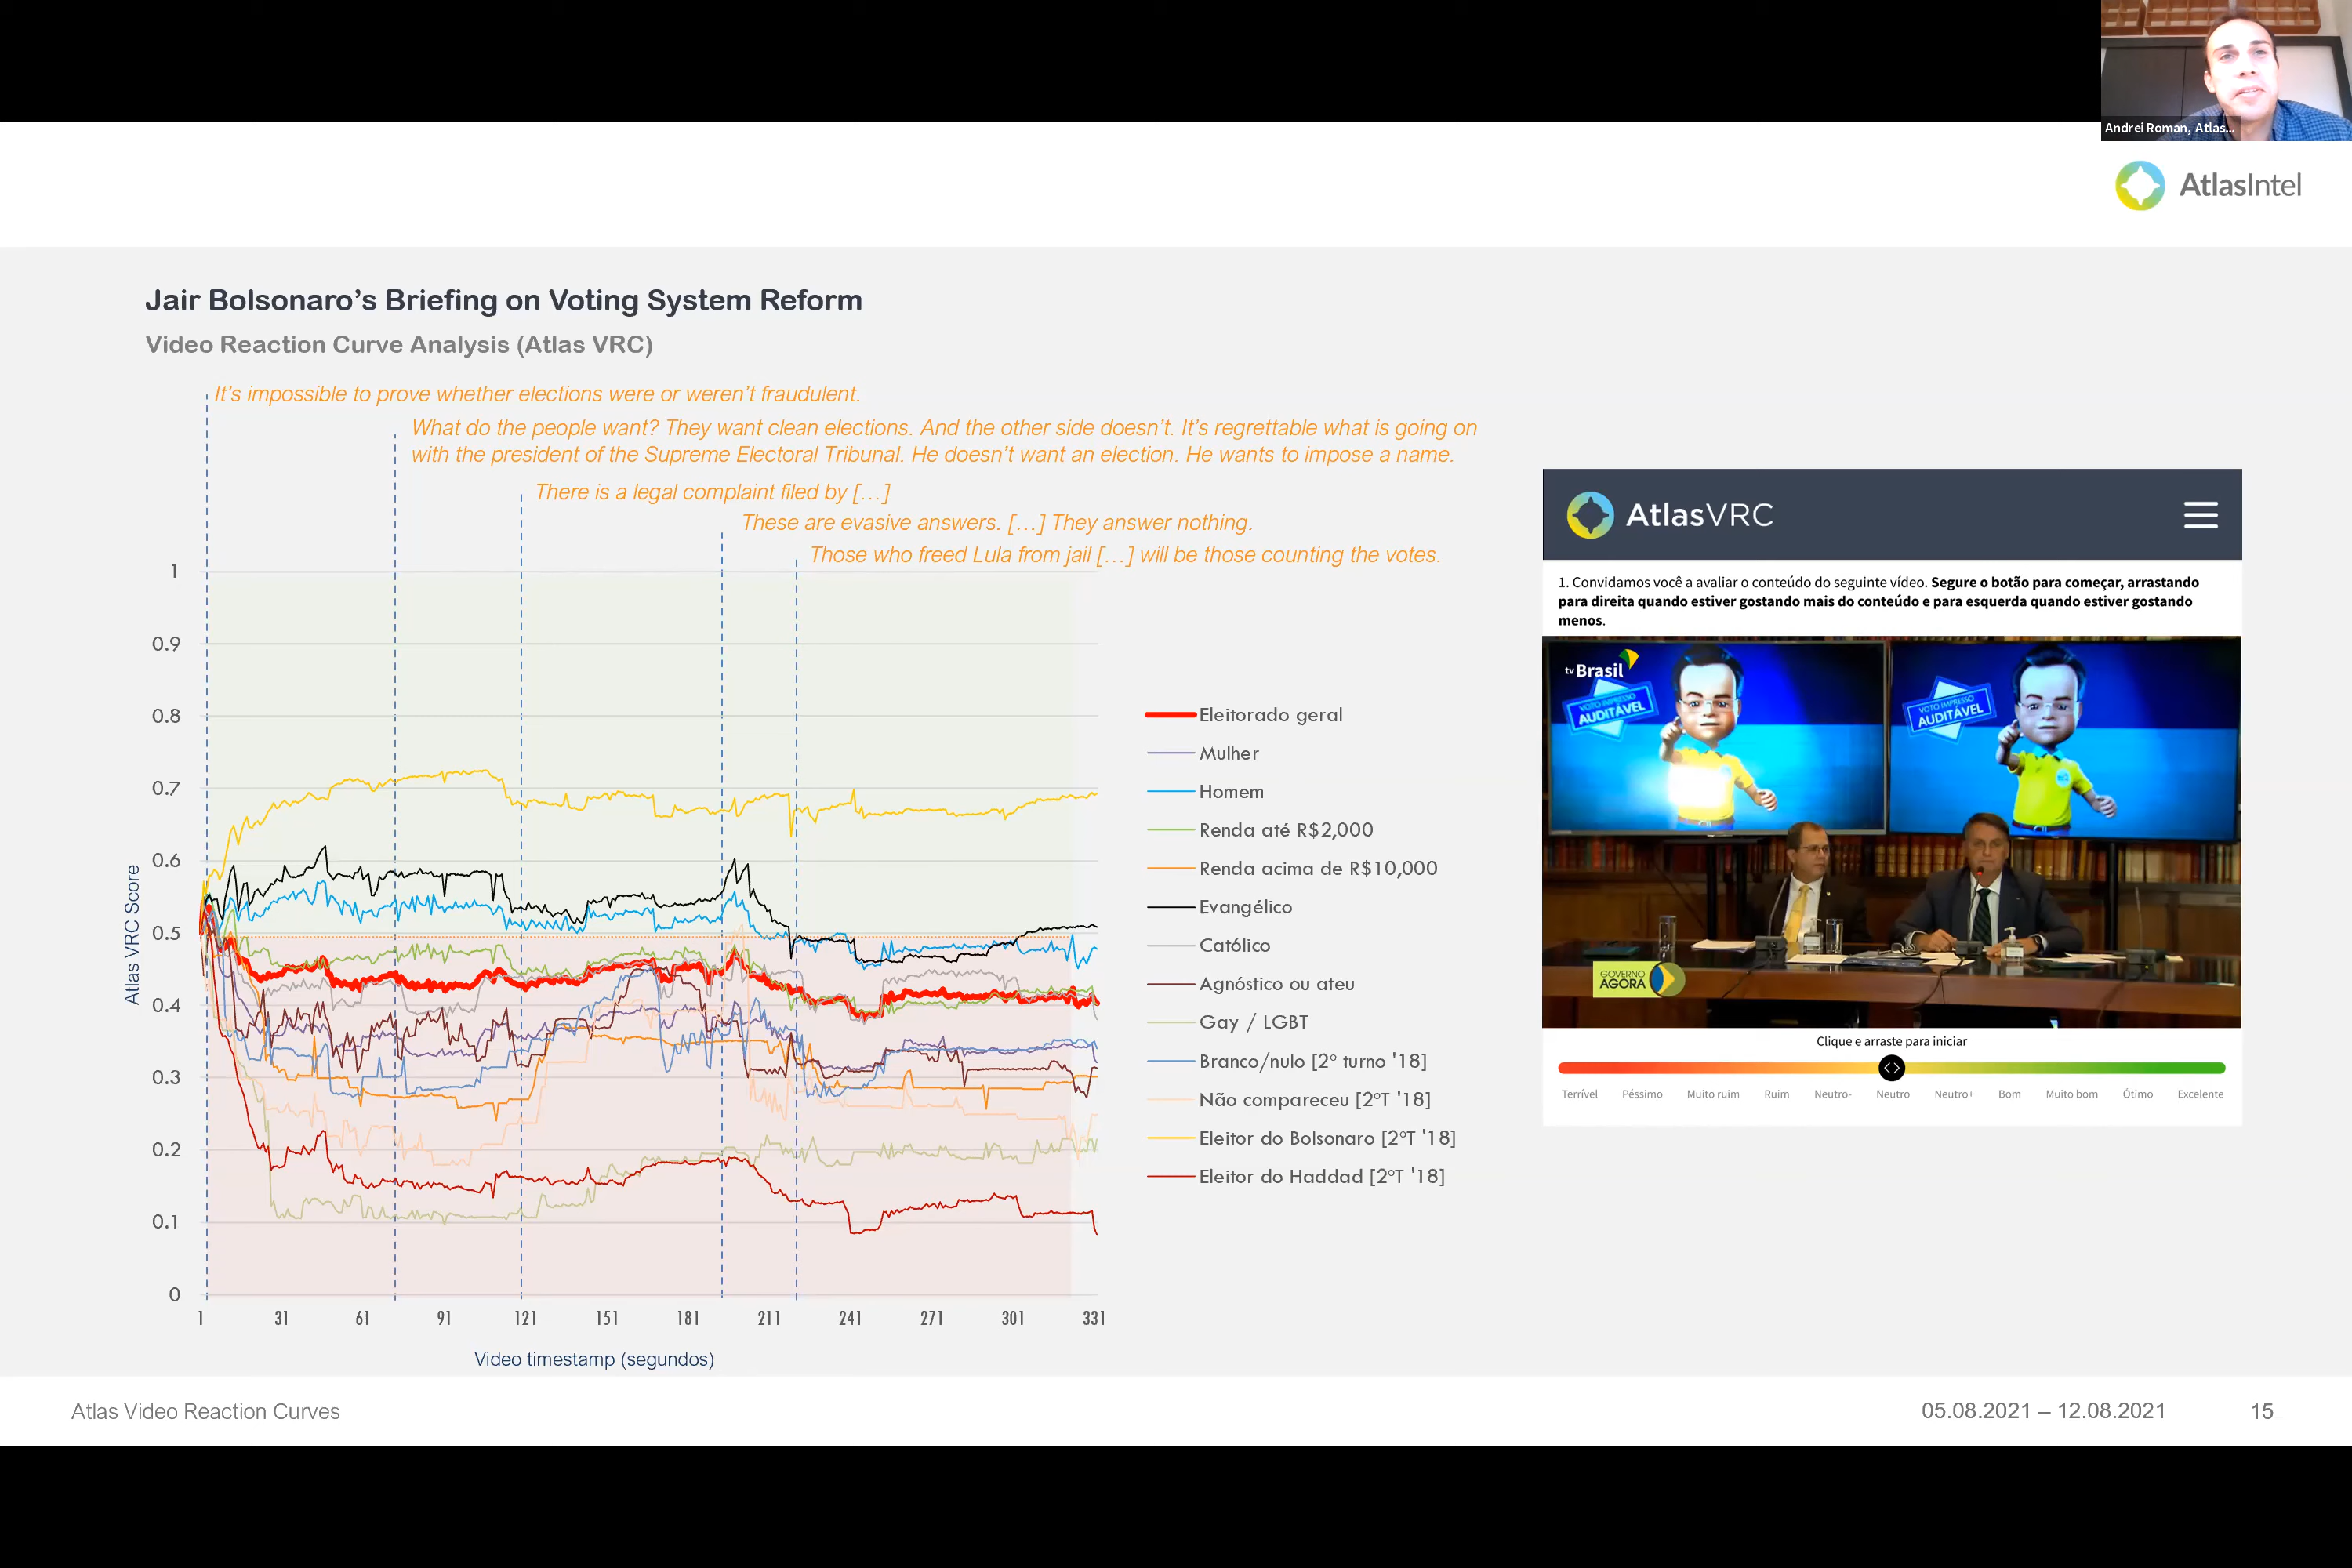 Andrei Roman, Atlas...
AtlasIntel
Jair Bolsonaro’s Briefing on Voting System Reform
Video Reaction Curve Analysis (Atlas VRC)
It’s impossible to prove whether elections were or weren’t fraudulent.
What do the people want? They want clean elections. And the other side doesn’t. It’s regrettable what is going on
with the president of the Supreme Electoral Tribunal. He doesn’t want an election. He wants to impose a name.
There is a legal complaint filed by […]
These are evasive answers. […] They answer nothing.
Those who freed Lula from jail […] will be those counting the votes.
1
0.9
0.8
0.7
0.6
0.5
0.4
0.3
0.2
0.1
0
Atlas VRC Score
1 31 61 91 121 151 181 211 241 271 301 331
Video timestamp (segundos)
Eleitorado geral
Mulher
Homem
Renda até R$2,000
Renda acima de R$10,000
Evangélico
Católico
Agnóstico ou ateu
Gay / LGBT
Branco/nulo [2º turno '18]
Não compareceu [2ºT '18]
Eleitor do Bolsonaro [2ºT '18]
Eleitor do Haddad [2ºT '18]
AtlasVRC
1. Convidamos você a avaliar o conteúdo do seguinte vídeo. Segure o botão para começar, arrastando
para direita quando estiver gostando mais do conteúdo e para esquerda quando estiver gostando
menos.
tv Brasil
VOTO IMPRESSO
AUDITÁVEL
VOTO IMPRESSO
AUDITÁVEL
GOVERNO
AGORA
Clique e arraste para iniciar
Terrível Péssimo Muito ruim Ruim Neutro- Neutro Neutro+ Bom Muito bom Ótimo Excelente
Atlas Video Reaction Curves
05.08.2021 – 12.08.2021
15